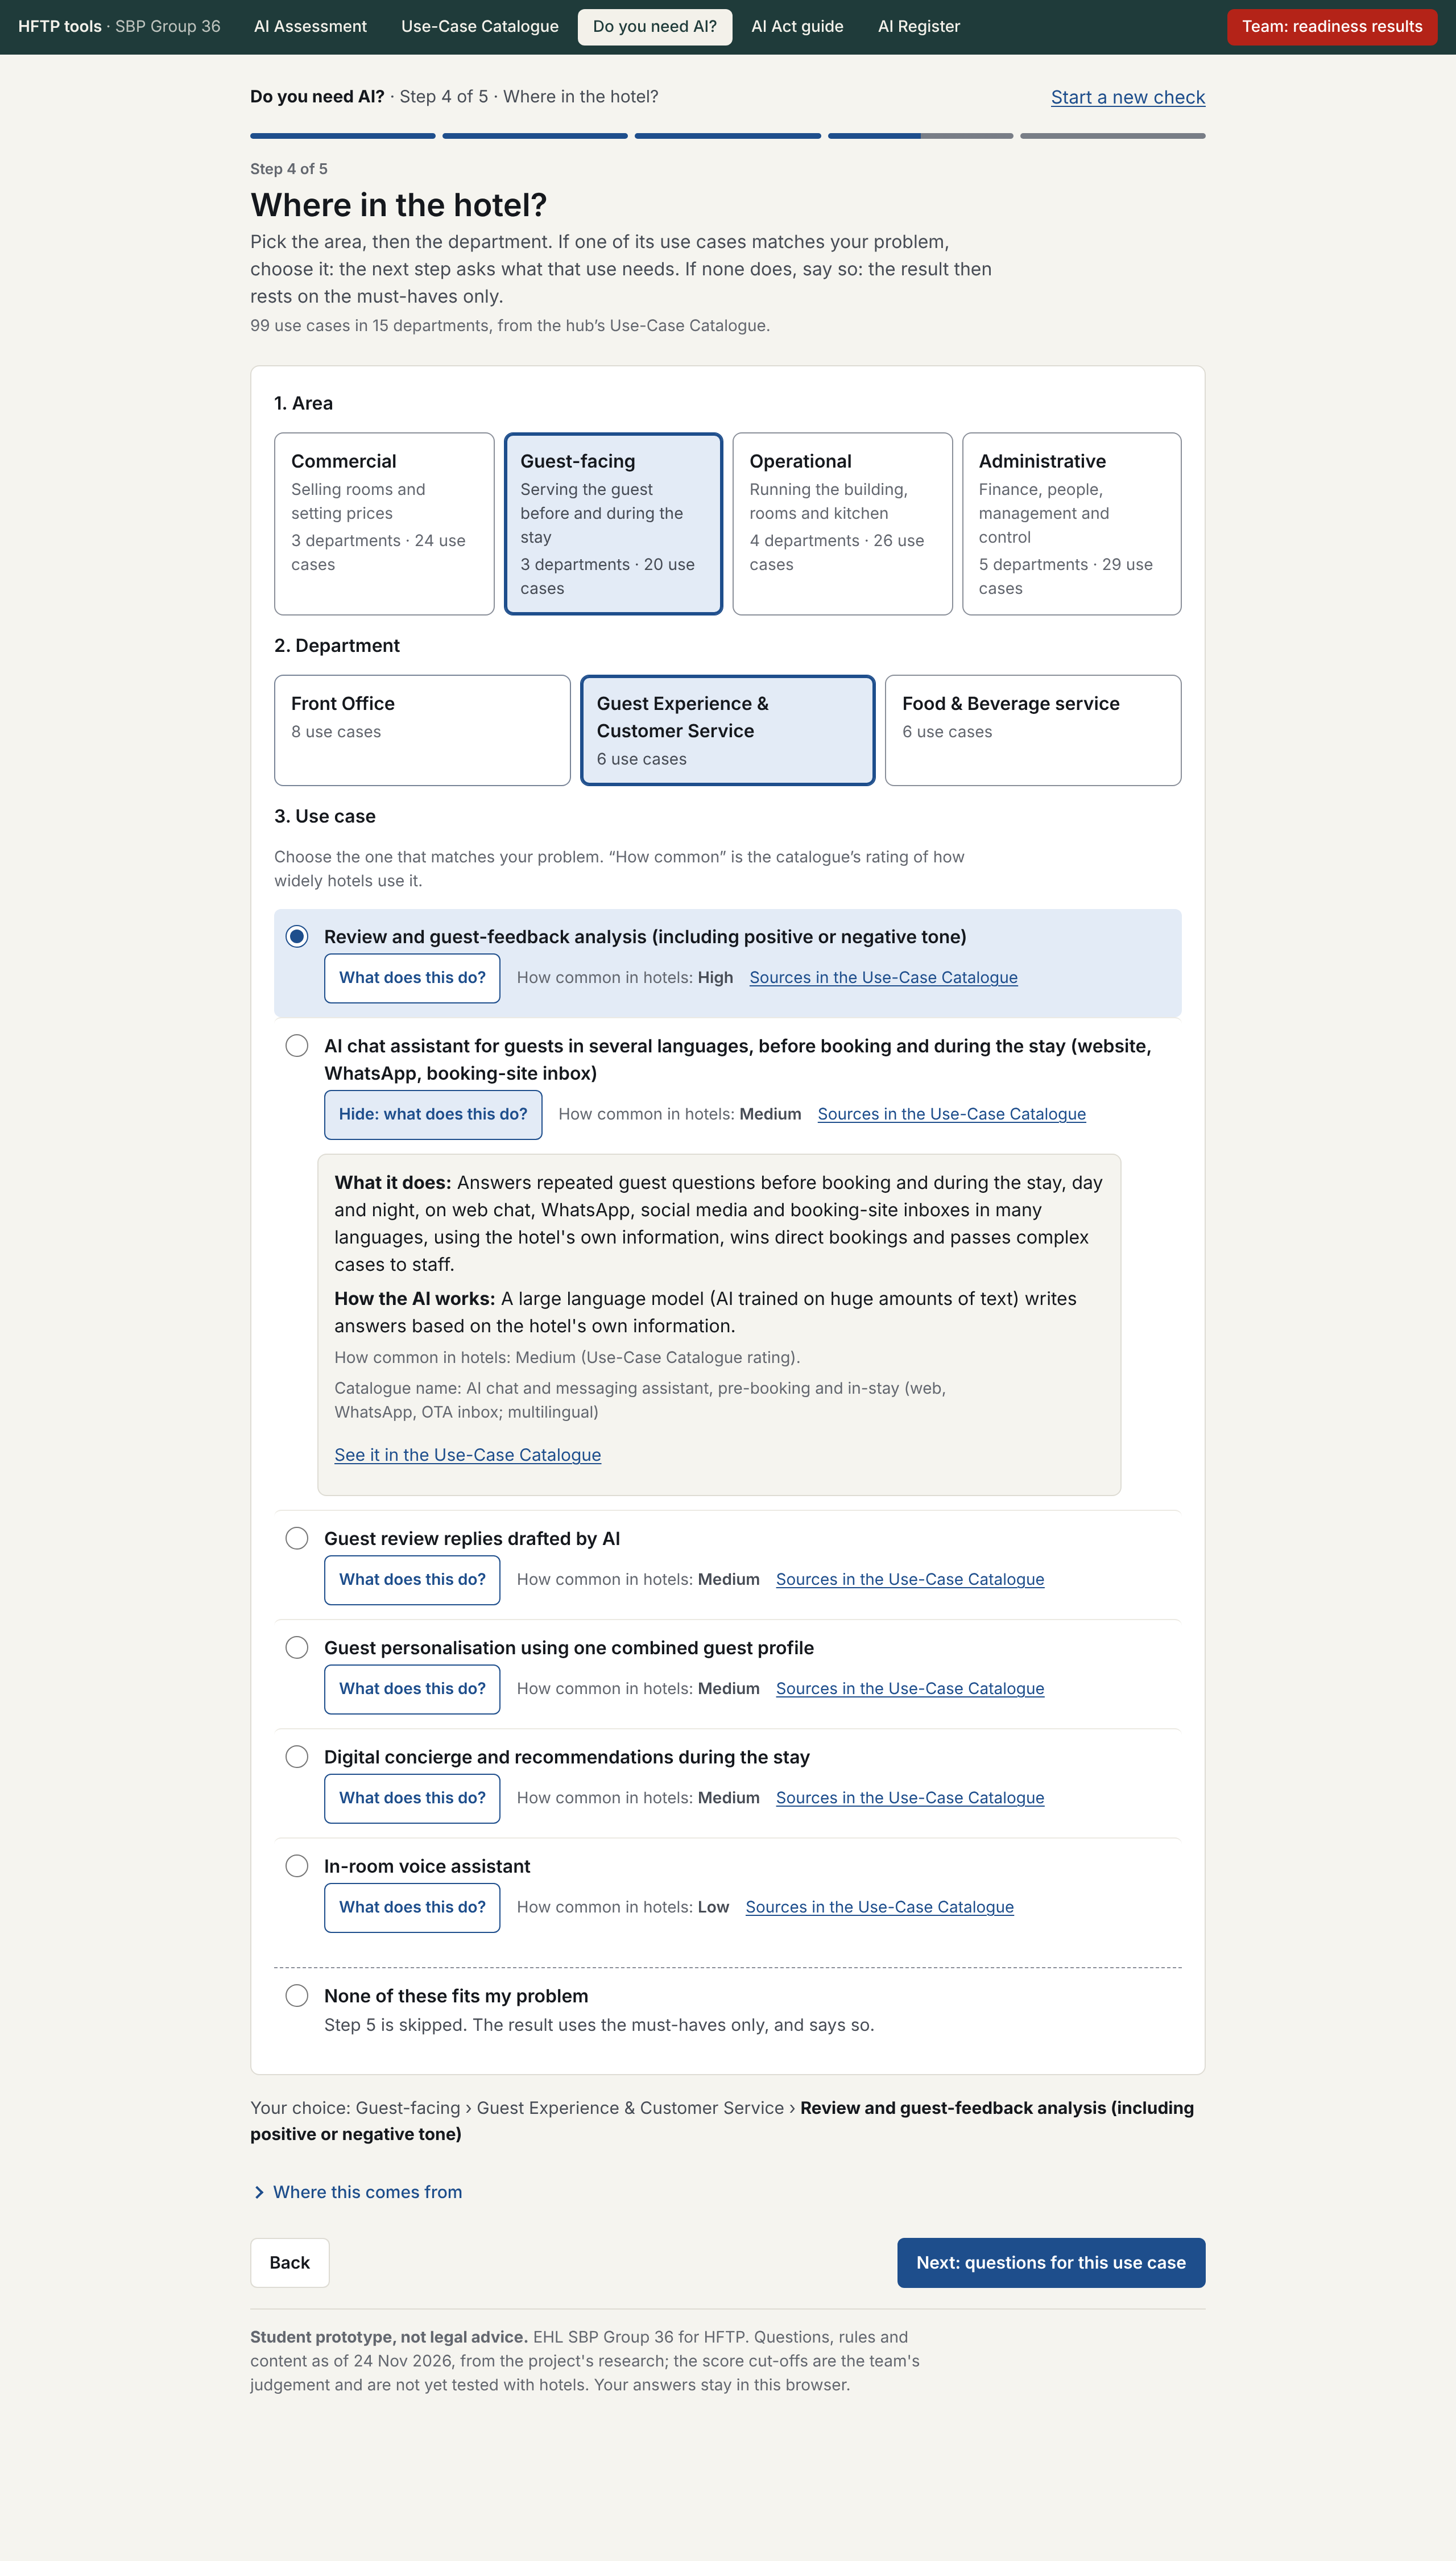 HFTP tools · SBP Group 36
AI Assessment
Use-Case Catalogue
Do you need AI?
AI Act guide
AI Register
Team: readiness results
Do you need AI? · Step 4 of 5 · Where in the hotel?
Start a new check
Step 4 of 5
Where in the hotel?
Pick the area, then the department. If one of its use cases matches your problem,
choose it: the next step asks what that use needs. If none does, say so: the result then
rests on the must-haves only.
99 use cases in 15 departments, from the hub’s Use-Case Catalogue.
1. Area
Commercial
Selling rooms and
setting prices
3 departments · 24 use
cases
Guest-facing
Serving the guest
before and during the
stay
3 departments · 20 use
cases
Operational
Running the building,
rooms and kitchen
4 departments · 26 use
cases
Administrative
Finance, people,
management and
control
5 departments · 29 use
cases
2. Department
Front Office
8 use cases
Guest Experience &
Customer Service
6 use cases
Food & Beverage service
6 use cases
3. Use case
Choose the one that matches your problem. “How common” is the catalogue’s rating of how
widely hotels use it.
Review and guest-feedback analysis (including positive or negative tone)
What does this do?
How common in hotels: High
Sources in the Use-Case Catalogue
AI chat assistant for guests in several languages, before booking and during the stay (website,
WhatsApp, booking-site inbox)
Hide: what does this do?
How common in hotels: Medium
Sources in the Use-Case Catalogue
What it does: Answers repeated guest questions before booking and during the stay, day
and night, on web chat, WhatsApp, social media and booking-site inboxes in many
languages, using the hotel's own information, wins direct bookings and passes complex
cases to staff.
How the AI works: A large language model (AI trained on huge amounts of text) writes
answers based on the hotel's own information.
How common in hotels: Medium (Use-Case Catalogue rating).
Catalogue name: AI chat and messaging assistant, pre-booking and in-stay (web,
WhatsApp, OTA inbox; multilingual)
See it in the Use-Case Catalogue
Guest review replies drafted by AI
What does this do?
How common in hotels: Medium
Sources in the Use-Case Catalogue
Guest personalisation using one combined guest profile
What does this do?
How common in hotels: Medium
Sources in the Use-Case Catalogue
Digital concierge and recommendations during the stay
What does this do?
How common in hotels: Medium
Sources in the Use-Case Catalogue
In-room voice assistant
What does this do?
How common in hotels: Low
Sources in the Use-Case Catalogue
None of these fits my problem
Step 5 is skipped. The result uses the must-haves only, and says so.
Your choice: Guest-facing › Guest Experience & Customer Service › Review and guest-feedback analysis (including
positive or negative tone)
Where this comes from
Back
Next: questions for this use case
Student prototype, not legal advice. EHL SBP Group 36 for HFTP. Questions, rules and
content as of 24 Nov 2026, from the project's research; the score cut-offs are the team's
judgement and are not yet tested with hotels. Your answers stay in this browser.